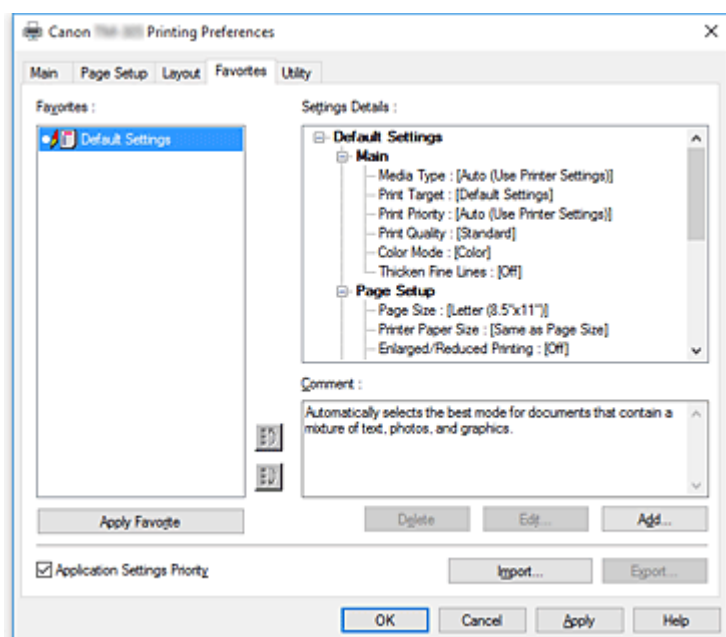 Canon Printing Preferences
Main Page Setup Layout Favorites Utility
Favorites :
Default Settings
Settings Details :
Default Settings
Main
Media Type : [Auto (Use Printer Settings)]
Print Target : [Default Settings]
Print Priority : [Auto (Use Printer Settings)]
Print Quality : [Standard]
Color Mode : [Color]
Thicken Fine Lines : [Off]
Page Setup
Page Size : [Letter (8.5"x11")]
Printer Paper Size : [Same as Page Size]
Enlarged/Reduced Printing : [Off]
Comment :
Automatically selects the best mode for documents that contain a
mixture of text, photos, and graphics.
Apply Favorite
Delete Edit... Add...
Application Settings Priority
Import... Export...
OK Cancel Apply Help